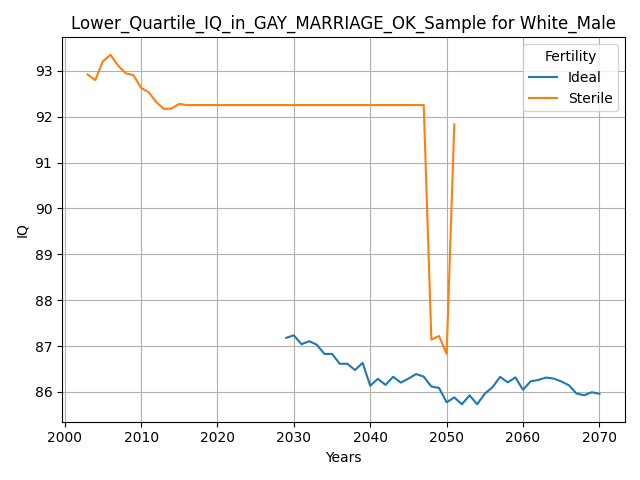 Lower_Quartile_IQ_in_GAY_MARRIAGE_OK_Sample for White_Male
Fertility
Ideal
Sterile
93
92
91
90
89
88
87
86
IQ
2000 2010 2020 2030 2040 2050 2060 2070
Years